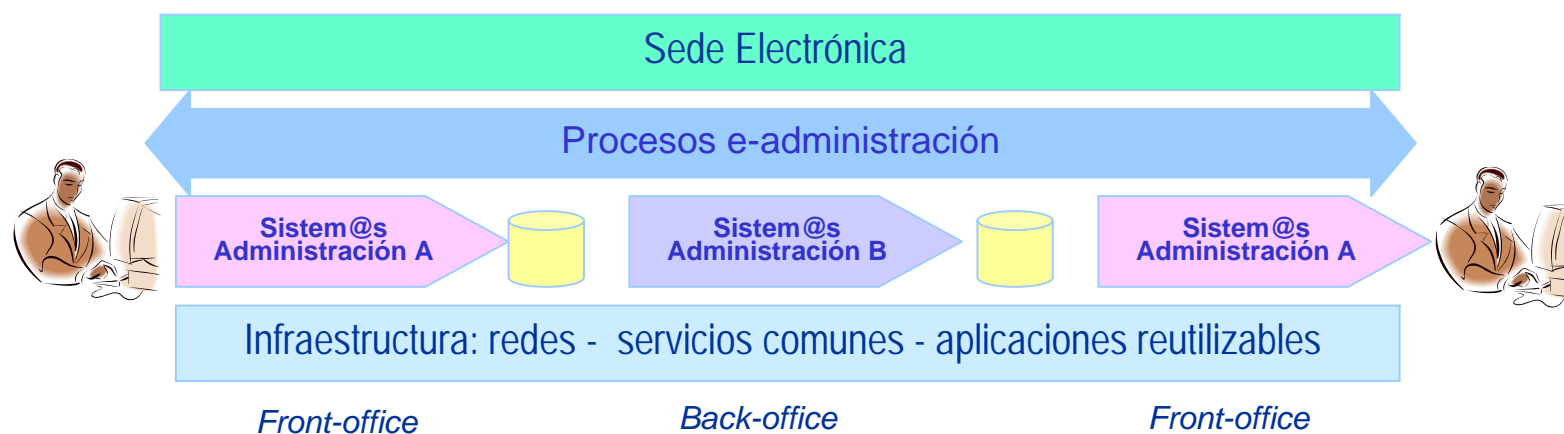 Sede Electrónica
Procesos e-administración
Sistem@s
Administración A
Sistem@s
Administración B
Sistem@s
Administración A
Infraestructura: redes - servicios comunes - aplicaciones reutilizables
Front-office
Back-office
Front-office